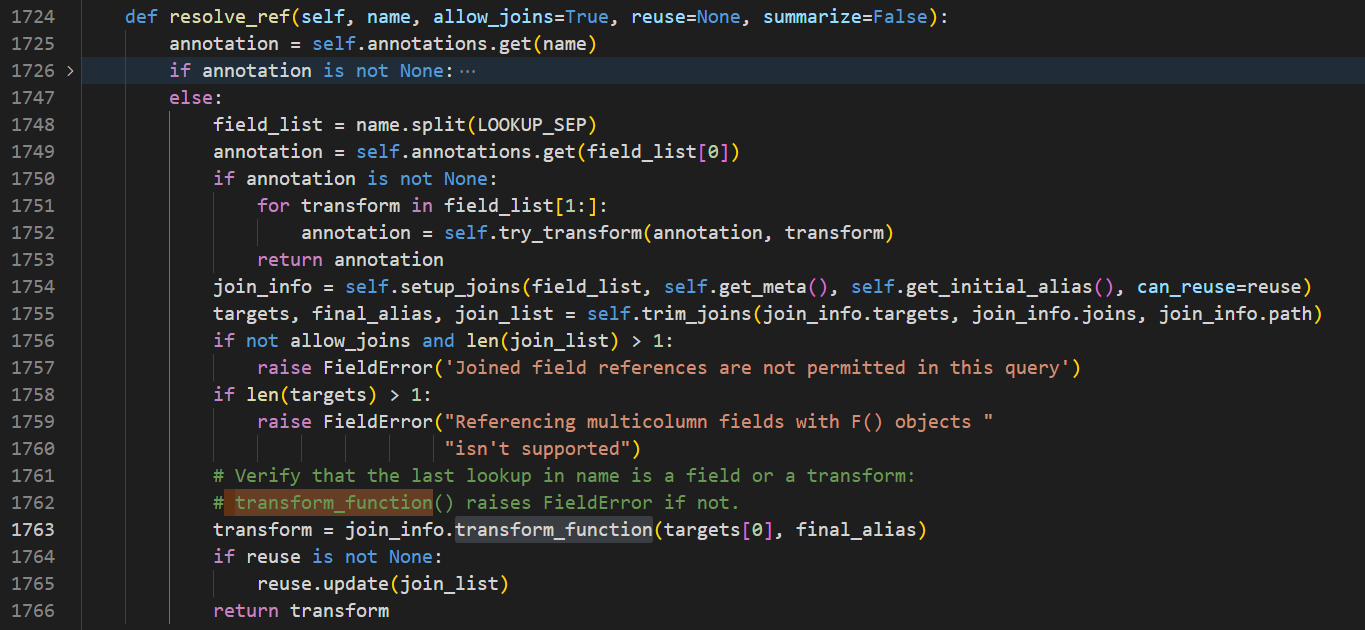 1724 def resolve_ref(self, name, allow_joins=True, reuse=None, summarize=False):
1725 annotation = self.annotations.get(name)
1726 > if annotation is not None: ···
1747 else:
1748 field_list = name.split(LOOKUP_SEP)
1749 annotation = self.annotations.get(field_list[0])
1750 if annotation is not None:
1751 for transform in field_list[1:]:
1752 annotation = self.try_transform(annotation, transform)
1753 return annotation
1754 join_info = self.setup_joins(field_list, self.get_meta(), self.get_initial_alias(), can_reuse=reuse)
1755 targets, final_alias, join_list = self.trim_joins(join_info.targets, join_info.joins, join_info.path)
1756 if not allow_joins and len(join_list) > 1:
1757 raise FieldError('Joined field references are not permitted in this query')
1758 if len(targets) > 1:
1759 raise FieldError("Referencing multicolumn fields with F() objects "
1760 "isn't supported")
1761 # Verify that the last lookup in name is a field or a transform:
1762 # transform_function() raises FieldError if not.
1763 transform = join_info.transform_function(targets[0], final_alias)
1764 if reuse is not None:
1765 reuse.update(join_list)
1766 return transform